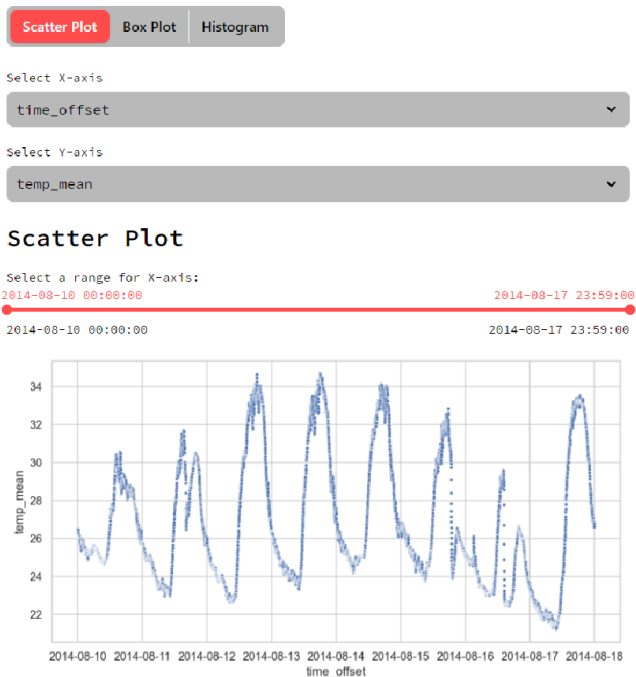 Scatter Plot Box Plot Histogram
Select X-axis
time_offset
Select Y-axis
temp_mean
Scatter Plot
Select a range for X-axis:
2014-08-10 00:00:00 2014-08-17 23:59:00
2014-08-10 00:00:00 2014-08-17 23:59:00
34
32
30
28
26
24
22
temp_mean
2014-08-10 2014-08-11 2014-08-12 2014-08-13 2014-08-14 2014-08-15 2014-08-16 2014-08-17 2014-08-18
time_offset